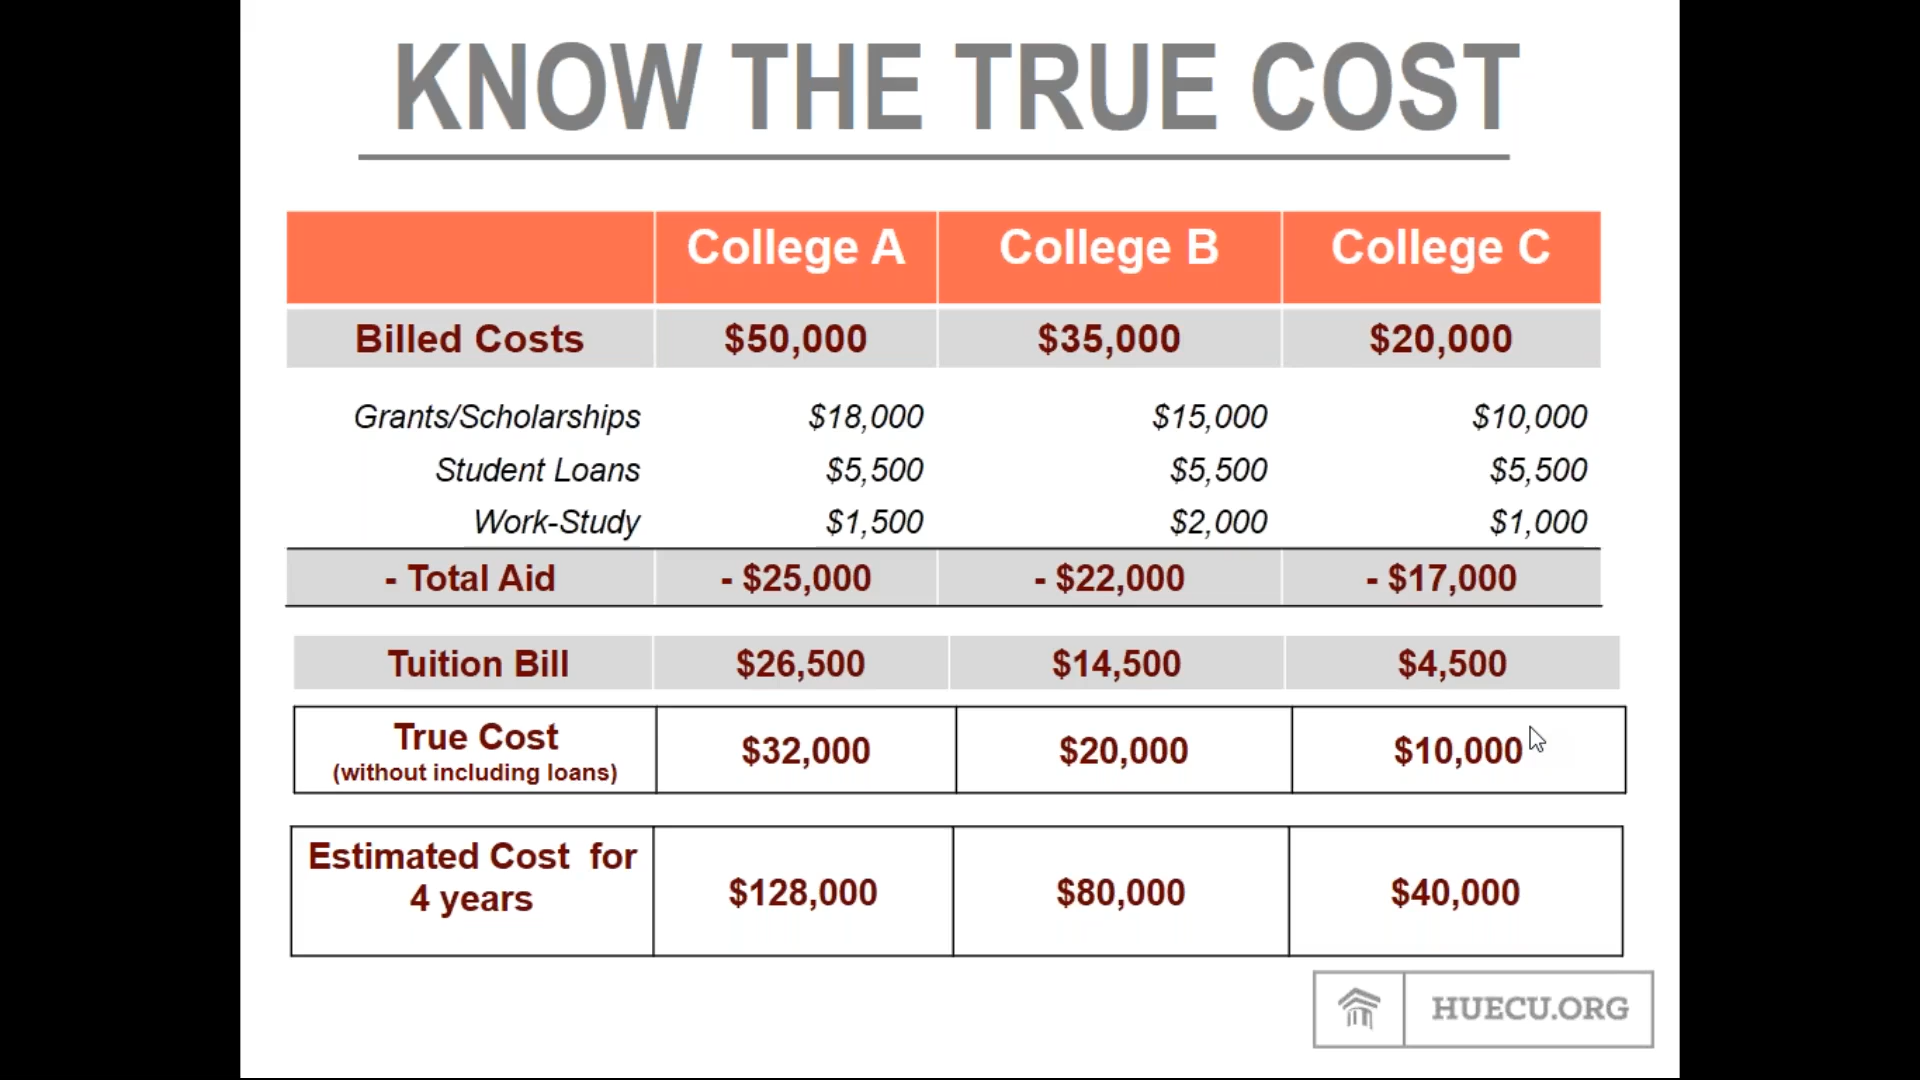 KNOW THE TRUE COST
College A College B College C
Billed Costs $50,000 $35,000 $20,000
Grants/Scholarships $18,000 $15,000 $10,000
Student Loans $5,500 $5,500 $5,500
Work-Study $1,500 $2,000 $1,000
- Total Aid - $25,000 - $22,000 - $17,000
Tuition Bill $26,500 $14,500 $4,500
True Cost
(without including loans) $32,000 $20,000 $10,000
Estimated Cost for
4 years $128,000 $80,000 $40,000
HUECU.ORG